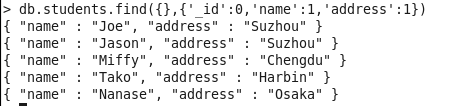 > db.students.find({},{'_id':0,'name':1,'address':1})
{ "name" : "Joe", "address" : "Suzhou" }
{ "name" : "Jason", "address" : "Suzhou" }
{ "name" : "Miffy", "address" : "Chengdu" }
{ "name" : "Tako", "address" : "Harbin" }
{ "name" : "Nanase", "address" : "Osaka" }